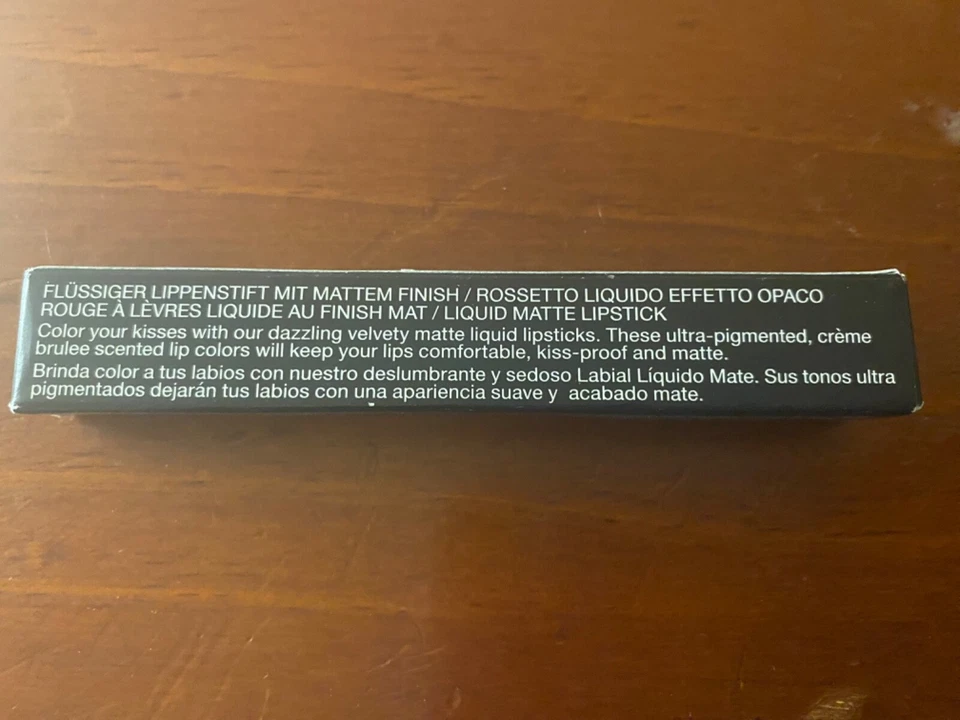 FLÜSSIGER LIPPENSTIFT MIT MATTEM FINISH / ROSSETTO LIQUIDO EFFETTO OPACO
ROUGE À LÈVRES LIQUIDE AU FINISH MAT / LIQUID MATTE LIPSTICK
Color your kisses with our dazzling velvety matte liquid lipsticks. These ultra-pigmented, crème
brulee scented lip colors will keep your lips comfortable, kiss-proof and matte.
Brinda color a tus labios con nuestro deslumbrante y sedoso Labial Líquido Mate. Sus tonos ultra
pigmentados dejarán tus labios con una apariencia suave y acabado mate.